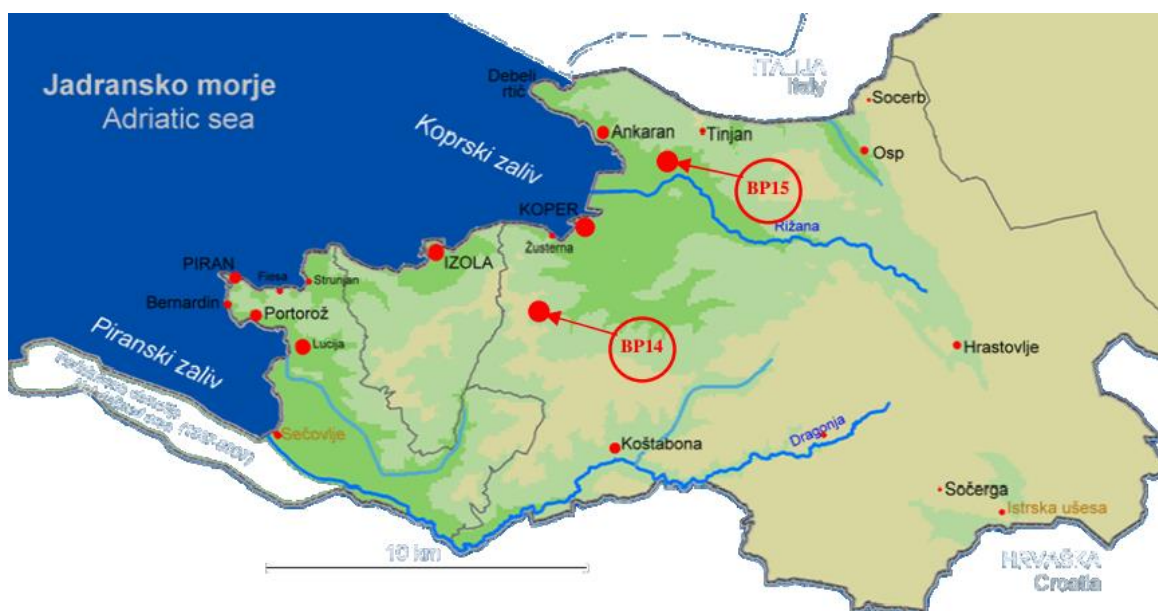 Jadransko morje
Adriatic sea
ITALIJA
Italy
Debeli
rtič
Socerb
Ankaran
Tinjan
Osp
Koprski zaliv
BP15
KOPER
Žusterna
Rižana
IZOLA
PIRAN
Fiesa
Strunjan
Bernardin
Portorož
Lucija
BP14
Hrastovlje
Piranski zaliv
Sečovlje
Koštabona
Dragonja
Sočerga
Istrska ušesa
10 km
HRVAŠKA
Croatia